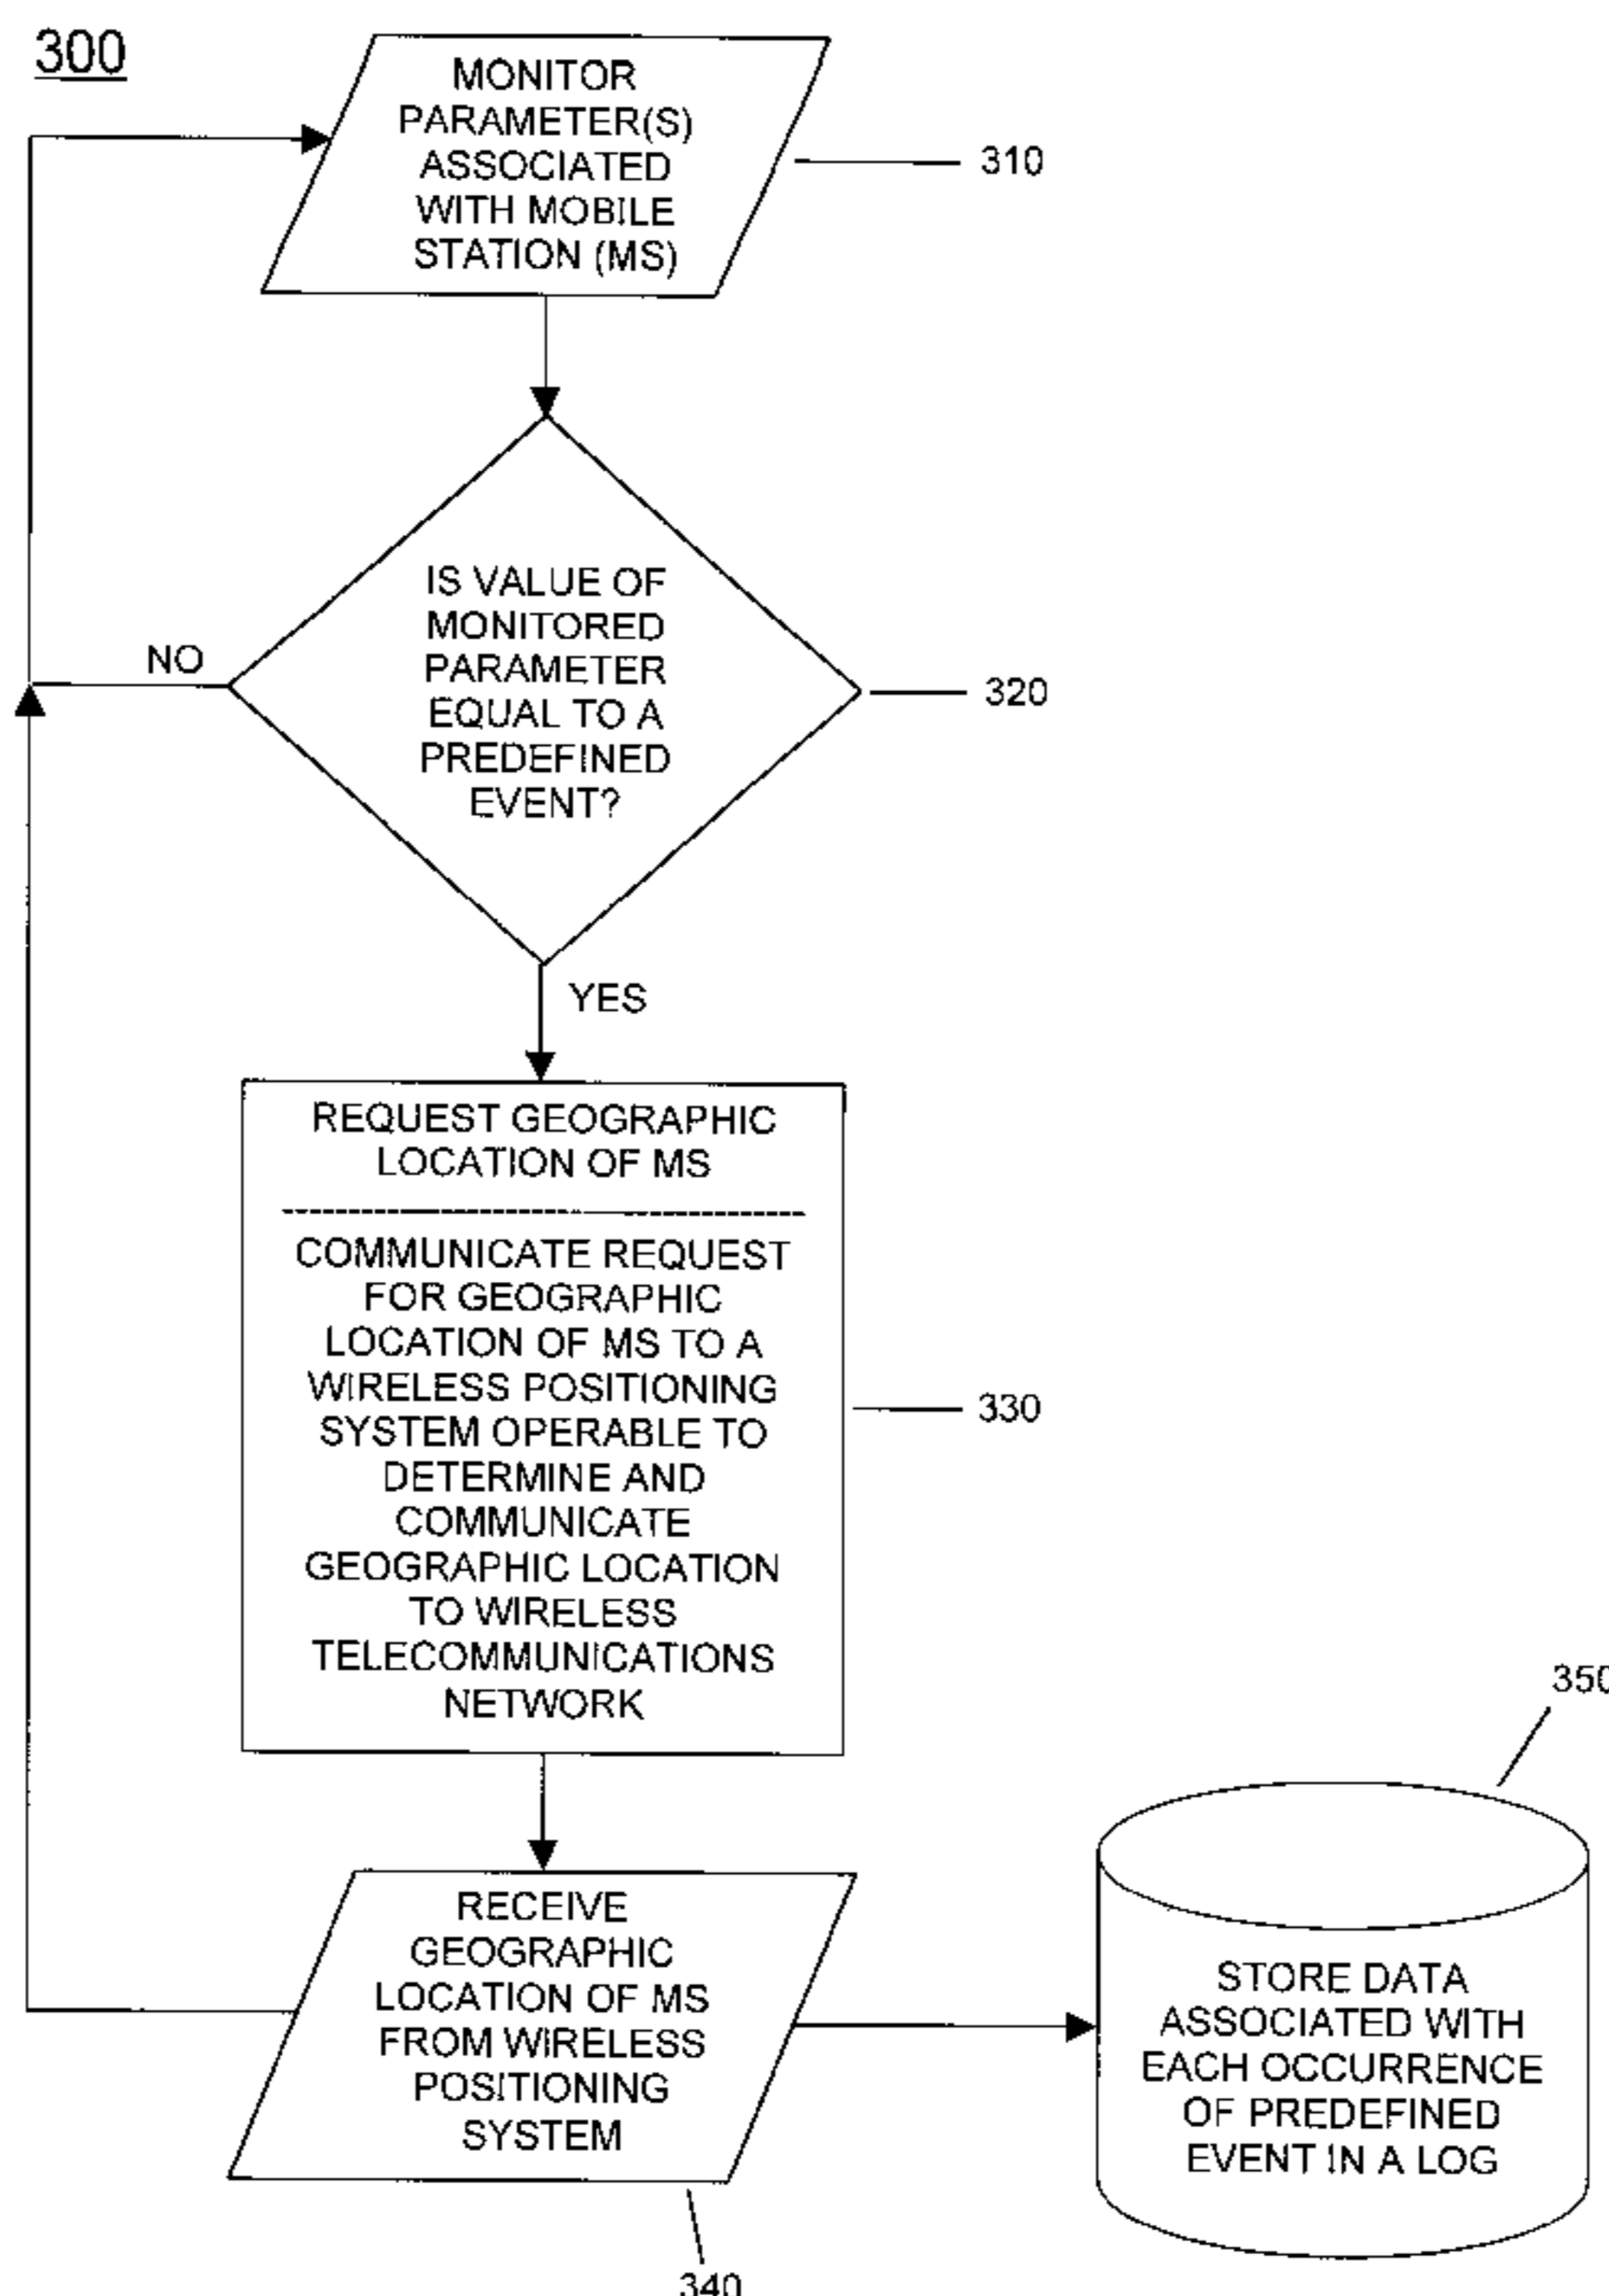 300
MONITOR
PARAMETER(S)
ASSOCIATED
WITH MOBILE
STATION (MS)
310
IS VALUE OF
MONITORED
PARAMETER
EQUAL TO A
PREDEFINED
EVENT?
NO
320
YES
REQUEST GEOGRAPHIC
LOCATION OF MS
COMMUNICATE REQUEST
FOR GEOGRAPHIC
LOCATION OF MS TO A
WIRELESS POSITIONING
SYSTEM OPERABLE TO
DETERMINE AND
COMMUNICATE
GEOGRAPHIC LOCATION
TO WIRELESS
TELECOMMUNICATIONS
NETWORK
330
RECEIVE
GEOGRAPHIC
LOCATION OF MS
FROM WIRELESS
POSITIONING
SYSTEM
340
350
STORE DATA
ASSOCIATED WITH
EACH OCCURRENCE
OF PREDEFINED
EVENT IN A LOG